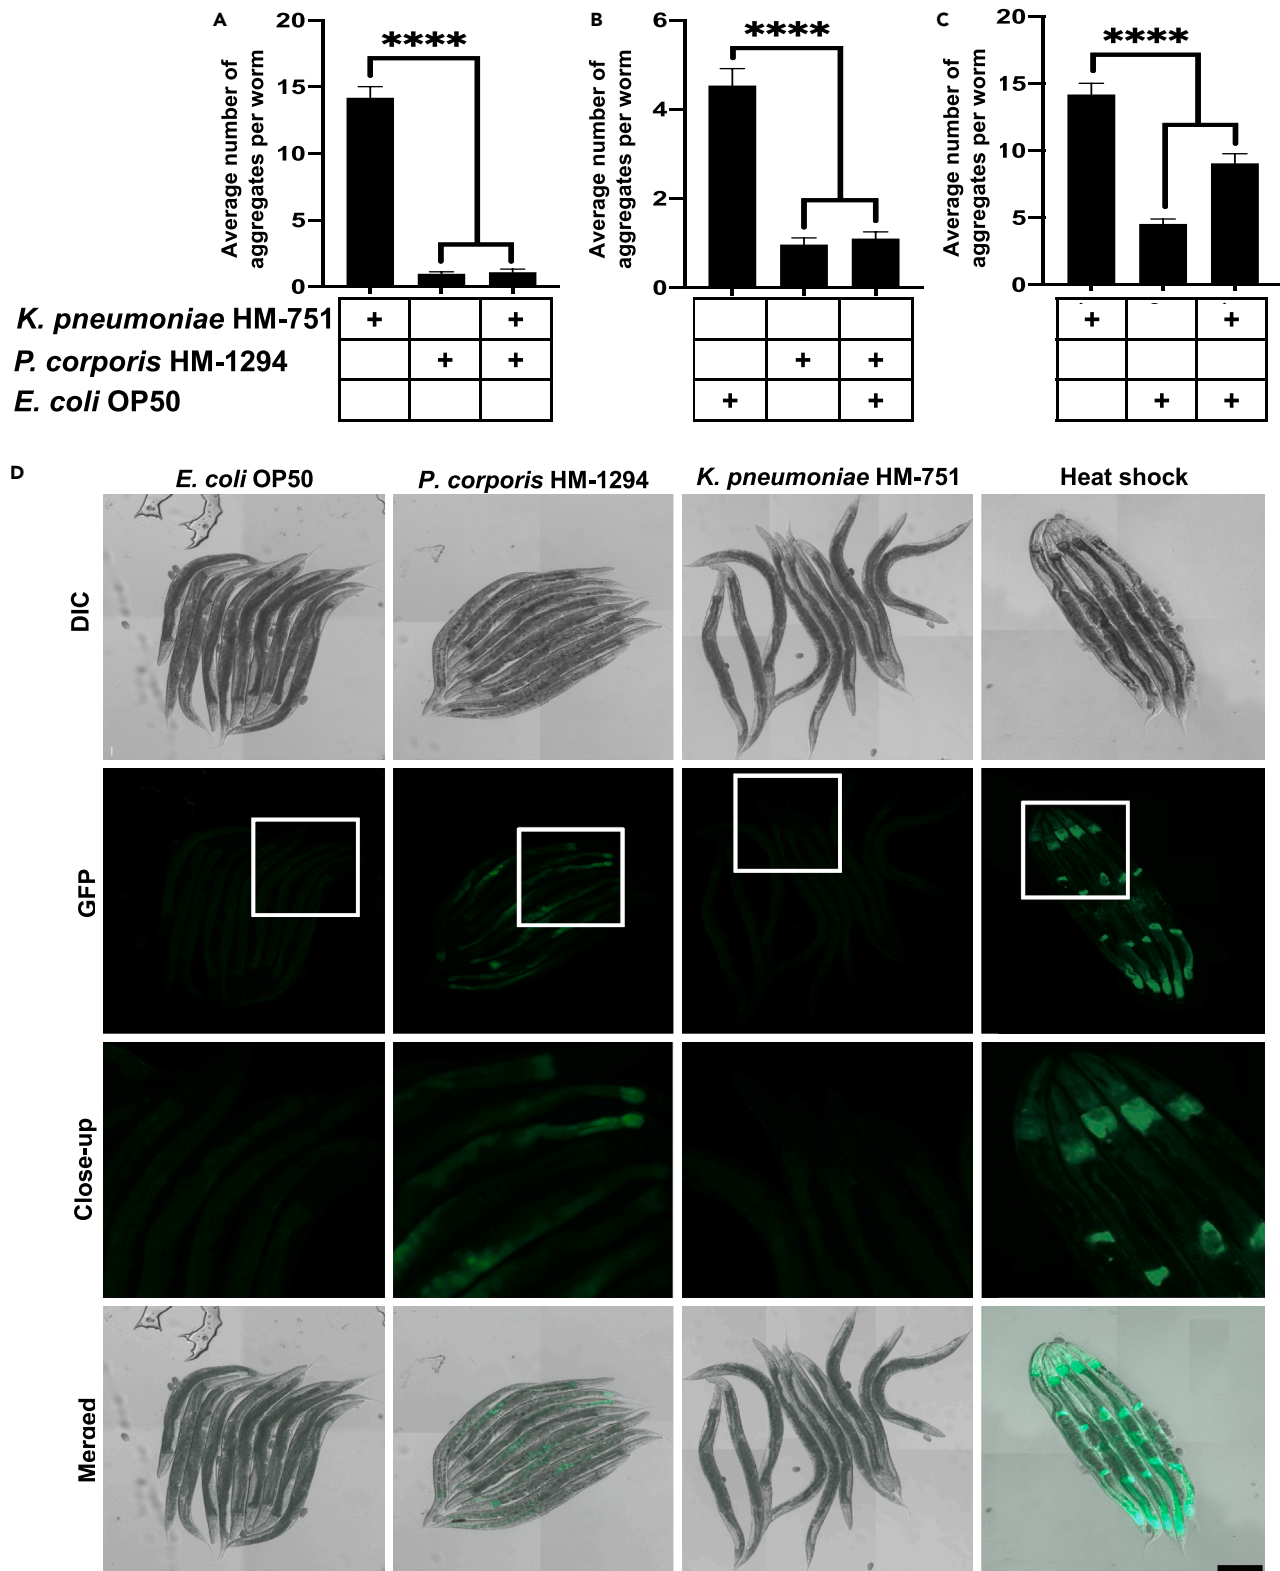 A
B
C
20
15
10
5
0
Average number of
aggregates per worm
****
6
4
2
0
Average number of
aggregates per worm
****
20
15
10
5
0
Average number of
aggregates per worm
****
K. pneumoniae HM-751 + + + +
P. corporis HM-1294 + + + +
E. coli OP50 + + + +
D
E. coli OP50
P. corporis HM-1294
K. pneumoniae HM-751
Heat shock
DIC
GFP
Close-up
Merged